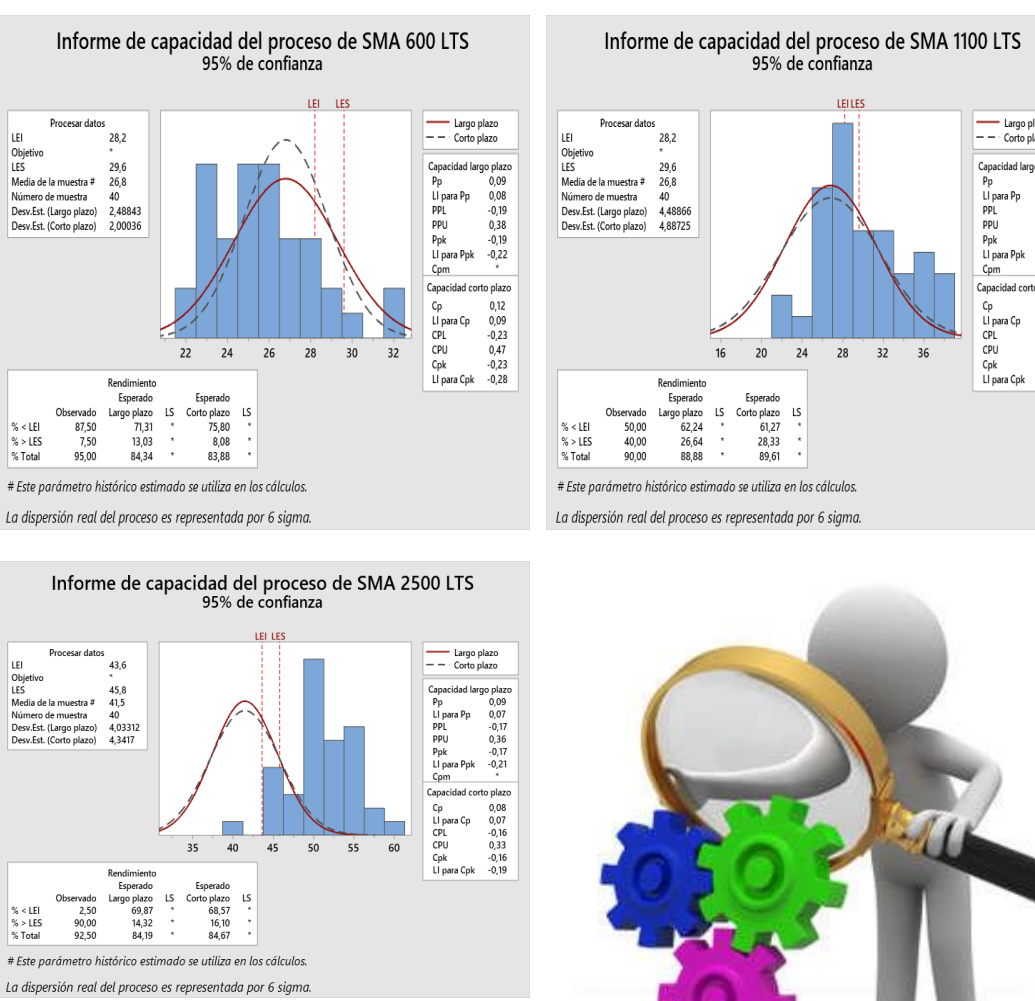 Informe de capacidad del proceso de SMA 600 LTS
95% de confianza
LEI LES
Procesar datos
LEI 28,2
Objetivo *
LES 29,6
Media de la muestra # 26,8
Número de muestra 40
Desv.Est. (Largo plazo) 2,48843
Desv.Est. (Corto plazo) 2,00036
Largo plazo
Corto plazo
Capacidad largo plazo
Pp 0,09
LI para Pp 0,08
PPL -0,19
PPU 0,38
Ppk -0,19
LI para Ppk -0,22
Cpm *
Capacidad corto plazo
Cp 0,12
LI para Cp 0,09
CPL -0,23
CPU 0,47
Cpk -0,23
LI para Cpk -0,28
22 24 26 28 30 32
Rendimiento
Esperado Esperado
Observado Largo plazo LS Corto plazo LS
% < LEI 87,50 71,31 * 75,80 *
% > LES 7,50 13,03 * 8,08 *
% Total 95,00 84,34 * 83,88 *
# Este parámetro histórico estimado se utiliza en los cálculos.
La dispersión real del proceso es representada por 6 sigma.
Informe de capacidad del proceso de SMA 1100 LTS
95% de confianza
LEI LES
Procesar datos
LEI 28,2
Objetivo *
LES 29,6
Media de la muestra # 26,8
Número de muestra 40
Desv.Est. (Largo plazo) 4,48866
Desv.Est. (Corto plazo) 4,88725
Largo pl
Corto pla
Capacidad larg
Pp
LI para Pp
PPL
PPU
Ppk
LI para Ppk
Cpm
Capacidad corto
Cp
LI para Cp
CPL
CPU
Cpk
LI para Cpk
16 20 24 28 32 36
Rendimiento
Esperado Esperado
Observado Largo plazo LS Corto plazo LS
% < LEI 50,00 62,24 * 61,27 *
% > LES 40,00 26,64 * 28,33 *
% Total 90,00 88,88 * 89,61 *
# Este parámetro histórico estimado se utiliza en los cálculos.
La dispersión real del proceso es representada por 6 sigma.
Informe de capacidad del proceso de SMA 2500 LTS
95% de confianza
LEI LES
Procesar datos
LEI 43,6
Objetivo *
LES 45,8
Media de la muestra # 41,5
Número de muestra 40
Desv.Est. (Largo plazo) 4,03312
Desv.Est. (Corto plazo) 4,3417
Largo plazo
Corto plazo
Capacidad largo plazo
Pp 0,09
LI para Pp 0,07
PPL -0,17
PPU 0,36
Ppk -0,17
LI para Ppk -0,21
Cpm *
Capacidad corto plazo
Cp 0,08
LI para Cp 0,07
CPL -0,16
CPU 0,33
Cpk -0,16
LI para Cpk -0,19
35 40 45 50 55 60
Rendimiento
Esperado Esperado
Observado Largo plazo LS Corto plazo LS
% < LEI 2,50 69,87 * 68,57 *
% > LES 90,00 14,32 * 16,10 *
% Total 92,50 84,19 * 84,67 *
# Este parámetro histórico estimado se utiliza en los cálculos.
La dispersión real del proceso es representada por 6 sigma.